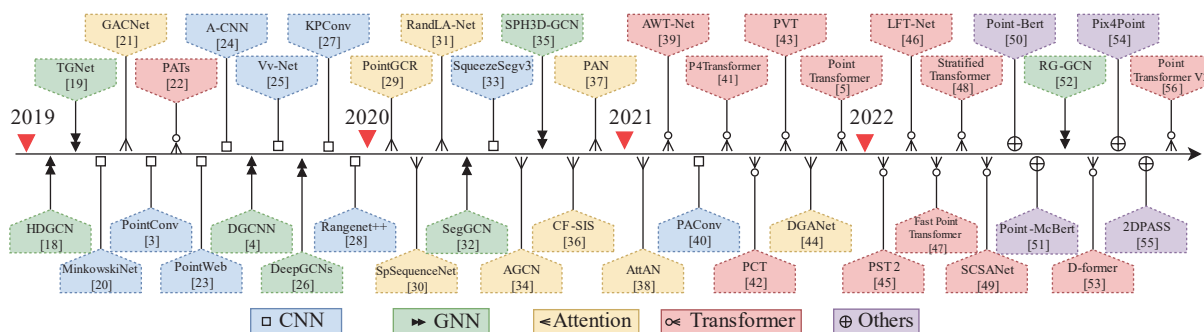 GACNet
[21]
A-CNN
[24]
KPConv
[27]
RandLA-Net
[31]
SPH3D-GCN
[35]
AWT-Net
[39]
PVT
[43]
LFT-Net
[46]
Point-Bert
[50]
Pix4Point
[54]
TGNet
[19]
PATs
[22]
Vv-Net
[25]
PointGCR
[29]
SqueezeSegv3
[33]
PAN
[37]
P4Transformer
[41]
Point
Transformer
[5]
Stratified
Transformer
[48]
RG-GCN
[52]
Point
Transformer V
[56]
2019
2020
2021
2022
HDGCN
[18]
PointConv
[3]
DGCNN
[4]
Rangenet++
[28]
SegGCN
[32]
CF-SIS
[36]
PAConv
[40]
DGANet
[44]
Fast Point
Transformer
[47]
Point-McBert
[51]
2DPASS
[55]
MinkowskiNet
[20]
PointWeb
[23]
DeepGCNs
[26]
SpSequenceNet
[30]
AGCN
[34]
AttAN
[38]
PCT
[42]
PST2
[45]
SCSANet
[49]
D-former
[53]
CNN
GNN
Attention
Transformer
Others